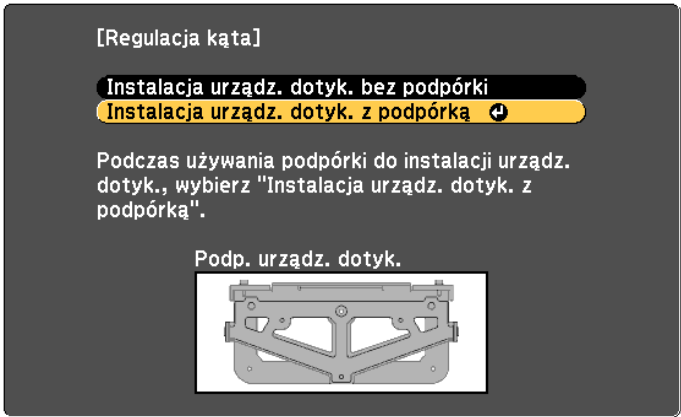 [Regulacja kąta]
Instalacja urządz. dotyk. bez podpórki
Instalacja urządz. dotyk. z podpórką
Podczas używania podpórki do instalacji urządz.
dotyk., wybierz "Instalacja urządz. dotyk. z
podpórką".
Podp. urządz. dotyk.